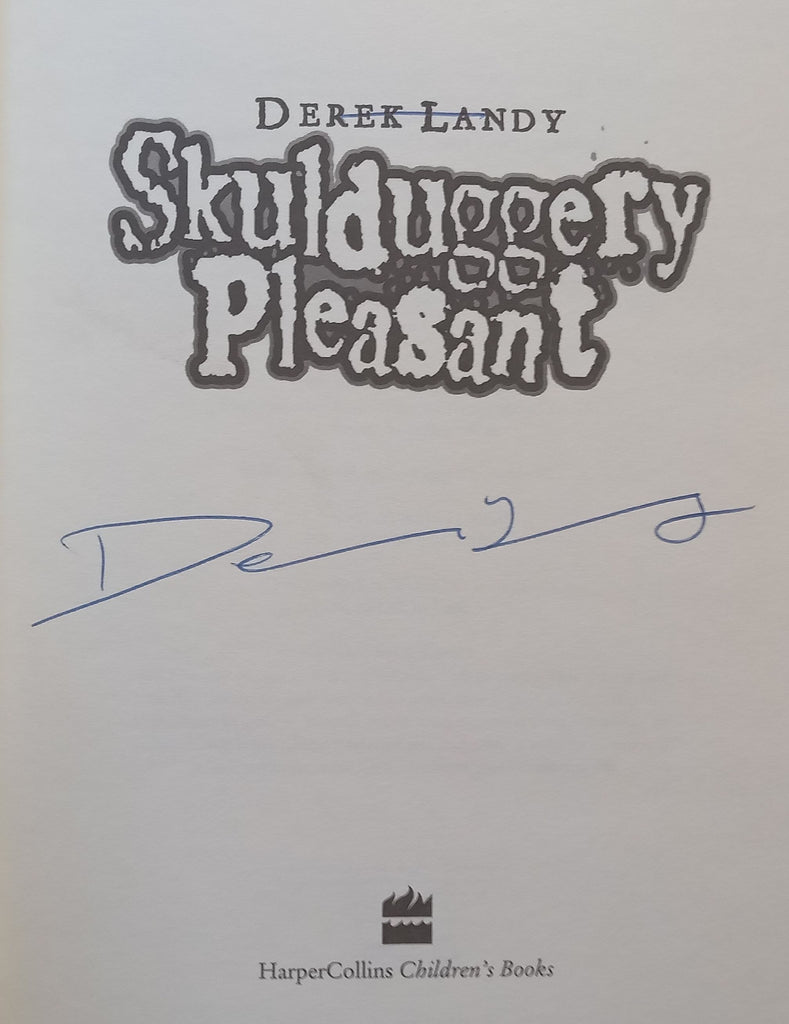 DEREK LANDY
Skulduggery
Pleasant
HarperCollins Children's Books